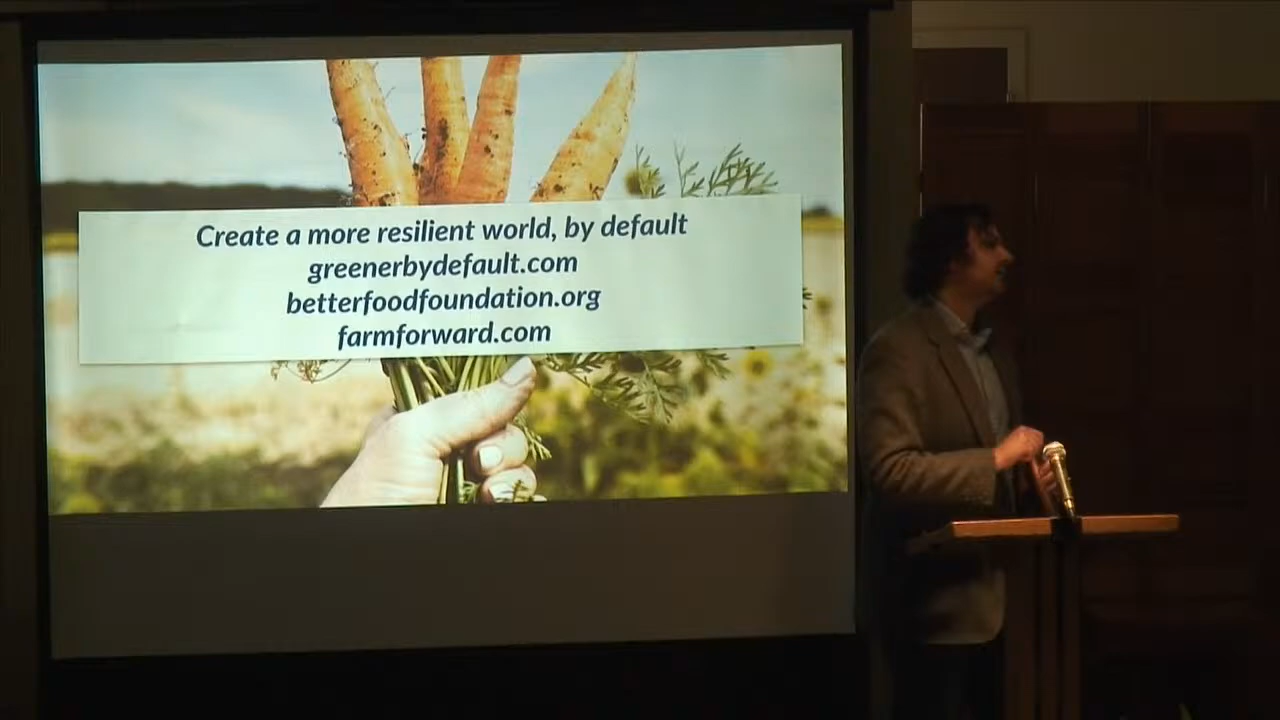 Create a more resilient world, by default
greenerbydefault.com
betterfoodfoundation.org
farmforward.com